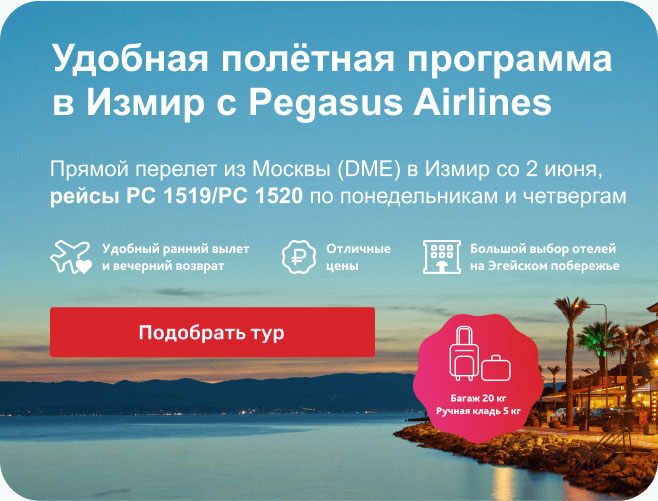 Удобная полётная программа
в Измир с Pegasus Airlines
Прямой перелет из Москвы (DME) в Измир со 2 июня,
рейсы PC 1519/PC 1520 по понедельникам и четвергам
Удобный ранний вылет
и вечерний возврат
Отличные
цены
Большой выбор отелей
на Эгейском побережье
Подобрать тур
Багаж 20 кг
Ручная кладь 5 кг